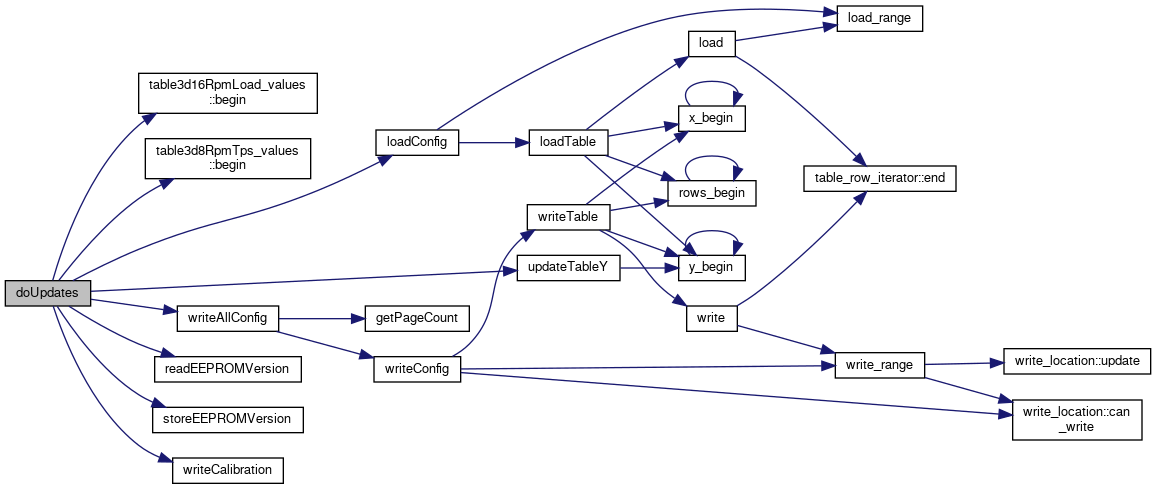 load_range
load
table3d16RpmLoad_values
::begin
x_begin
loadConfig
loadTable
table3d8RpmTps_values
::begin
table_row_iterator::end
rows_begin
writeTable
updateTableY
y_begin
doUpdates
writeAllConfig
getPageCount
write
readEEPROMVersion
writeConfig
write_range
write_location::update
storeEEPROMVersion
write_location::can
_write
writeCalibration